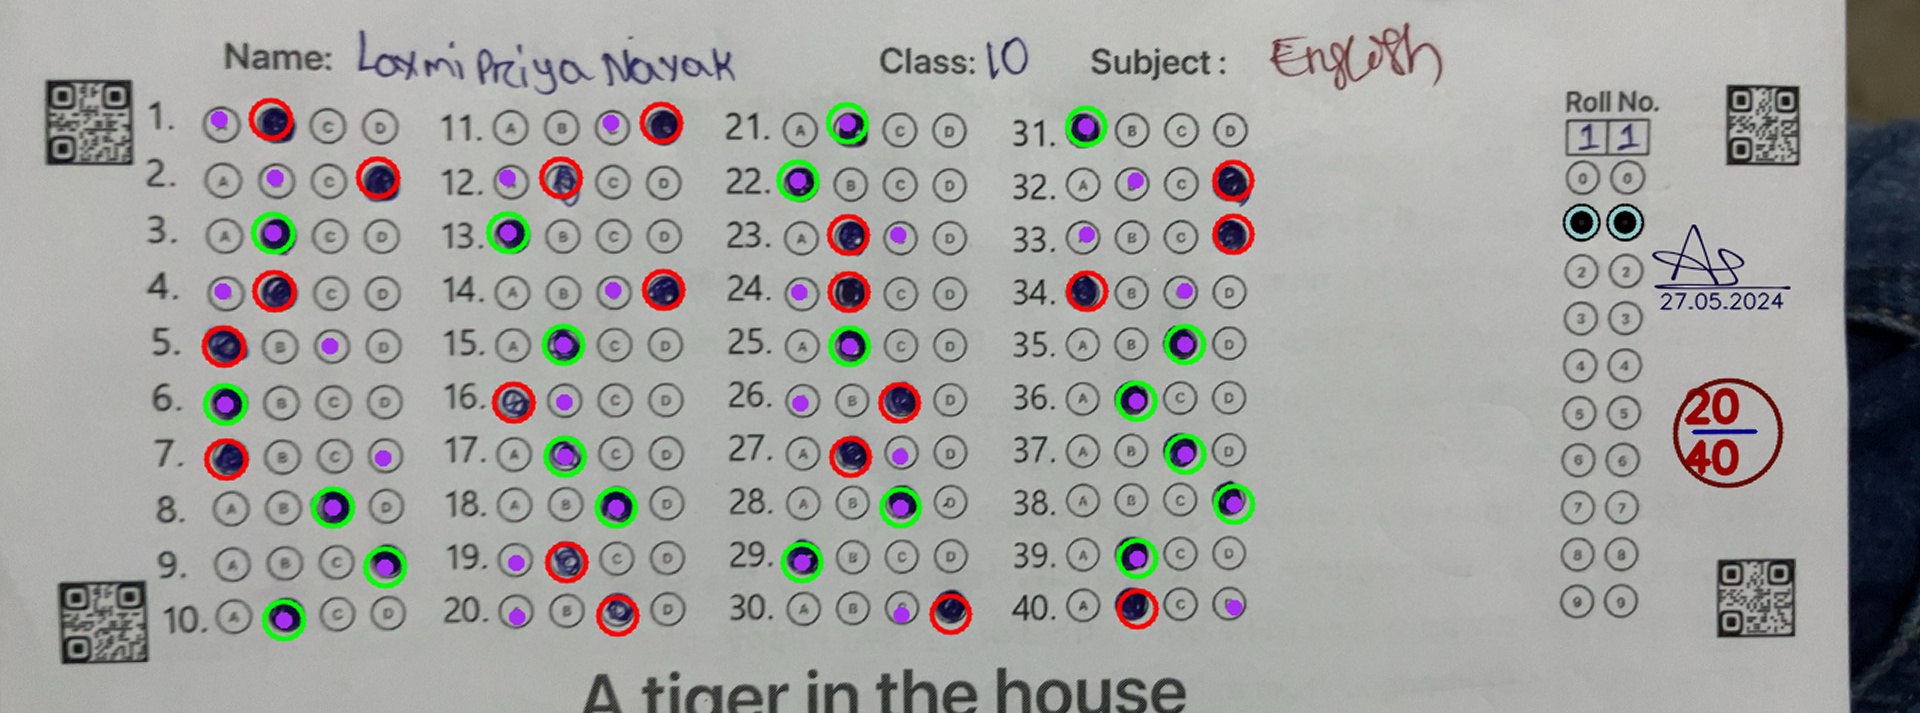 Name: Laxmi Priya Nayak Class: 10 Subject: English
Roll No.
1 1
1. A B C D 11. A B C D 21. A B C D 31. A B C D
2. A B C D 12. A B C D 22. A B C D 32. A B C D
3. A B C D 13. A B C D 23. A B C D 33. A B C D
4. A B C D 14. A B C D 24. A B C D 34. A B C D
5. A B C D 15. A B C D 25. A B C D 35. A B C D
6. A B C D 16. A B C D 26. A B C D 36. A B C D
7. A B C D 17. A B C D 27. A B C D 37. A B C D
8. A B C D 18. A B C D 28. A B C D 38. A B C D
9. A B C D 19. A B C D 29. A B C D 39. A B C D
10. A B C D 20. A B C D 30. A B C D 40. A B C D
0 0
2 2
3 3
4 4
5 5
6 6
7 7
8 8
9 9
As
27.05.2024
20
40
A tiger in the house